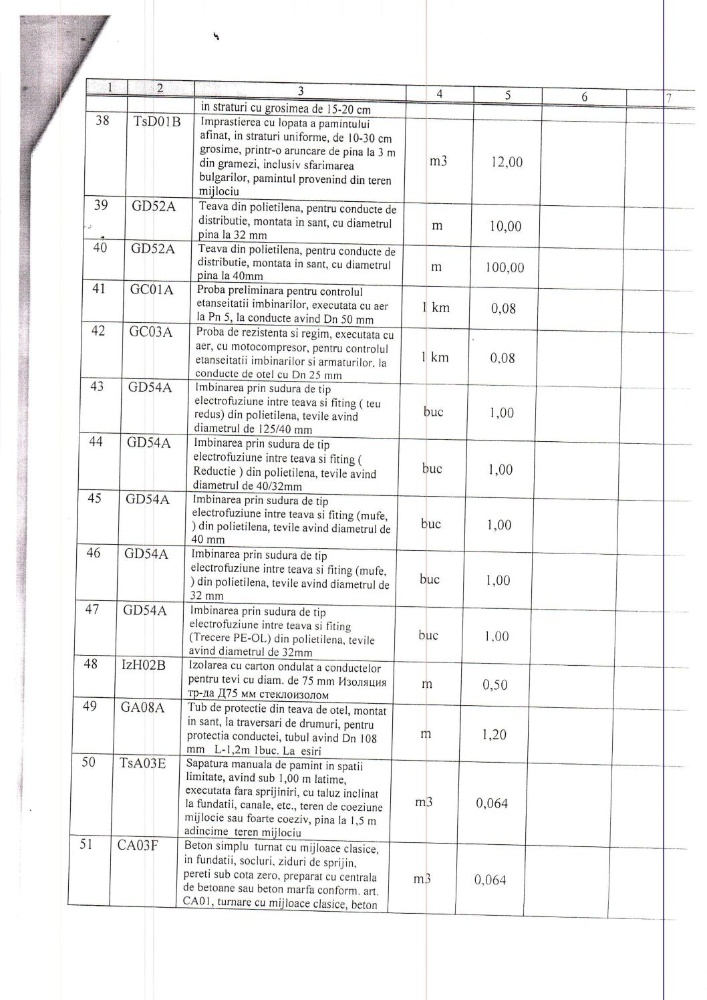 1 2 3 4 5 6 7
in straturi cu grosimea de 15-20 cm
38 TsD01B Imprastierea cu lopata a pamintului
afinat, in straturi uniforme, de 10-30 cm
grosime, printr-o aruncare de pina la 3 m
din gramezi, inclusiv sfarimarea
bulgarilor, pamintul provenind din teren
mijlociu
m3 12,00
39 GD52A Teava din polietilena, pentru conducte de
distributie, montata in sant, cu diametrul
pina la 32 mm
m 10,00
40 GD52A Teava din polietilena, pentru conducte de
distributie, montata in sant, cu diametrul
pina la 40mm
m 100,00
41 GC01A Proba preliminara pentru controlul
etanseitatii imbinarilor, executata cu aer
la Pn 5, la conducte avind Dn 50 mm
1 km 0,08
42 GC03A Proba de rezistenta si regim, executata cu
aer, cu motocompresor, pentru controlul
etanseitatii imbinarilor si armaturilor, la
conducte de otel cu Dn 25 mm
1 km 0,08
43 GD54A Imbinarea prin sudura de tip
electrofuziune intre teava si fiting ( teu
redus) din polietilena, tevile avind
diametrul de 125/40 mm
buc 1,00
44 GD54A Imbinarea prin sudura de tip
electrofuziune intre teava si fiting (
Reductie ) din polietilena, tevile avind
diametrul de 40/32mm
buc 1,00
45 GD54A Imbinarea prin sudura de tip
electrofuziune intre teava si fiting (mufe,
) din polietilena, tevile avind diametrul de
40 mm
buc 1,00
46 GD54A Imbinarea prin sudura de tip
electrofuziune intre teava si fiting (mufe,
) din polietilena, tevile avind diametrul de
32 mm
buc 1,00
47 GD54A Imbinarea prin sudura de tip
electrofuziune intre teava si fiting
(Trecere PE-OL) din polietilena, tevile
avind diametrul de 32mm
buc 1,00
48 IzH02B Izolarea cu carton ondulat a conductelor
pentru tevi cu diam. de 75 mm Изоляция
тр-да Д75 мм стеклоизолом
m 0,50
49 GA08A Tub de protectie din teava de otel, montat
in sant, la traversari de drumuri, pentru
protectia conductei, tubul avind Dn 108
mm L-1,2m 1buc. La esiri
m 1,20
50 TsA03E Sapatura manuala de pamint in spatii
limitate, avind sub 1,00 m latime,
executata fara sprijiniri, cu taluz inclinat
la fundatii, canale, etc., teren de coeziune
mijlocie sau foarte coeziv, pina la 1,5 m
adincime teren mijlociu
m3 0,064
51 CA03F Beton simplu turnat cu mijloace clasice,
in fundatii, socluri, ziduri de sprijin,
pereti sub cota zero, preparat cu centrala
de betoane sau beton marfa conform. art.
CA01, turnare cu mijloace clasice, beton
m3 0,064